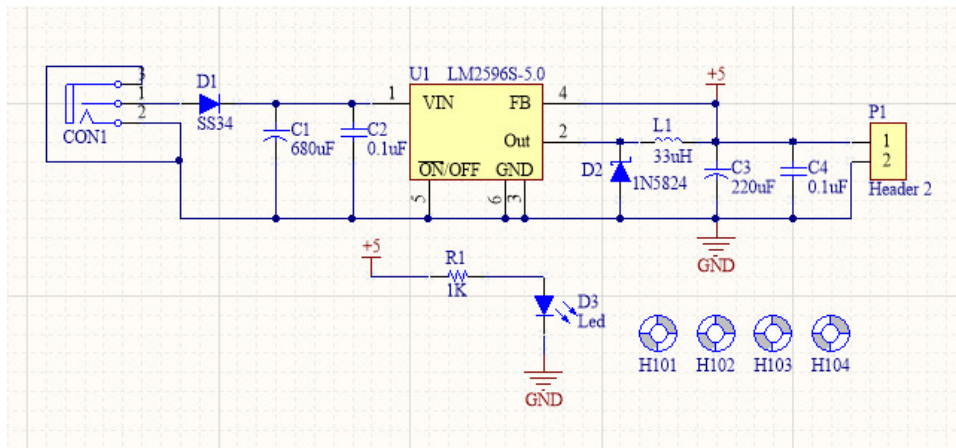 3
1
2
CON1
D1
SS34
C1
680uF
C2
0.1uF
1
U1 LM2596S-5.0
VIN
FB
Out
ON/OFF
GND
4
2
5
6
3
D2
1N5824
L1
33uH
+5
C3
220uF
C4
0.1uF
P1
1
2
Header 2
GND
+5
R1
1K
D3
Led
GND
H101 H102 H103 H104